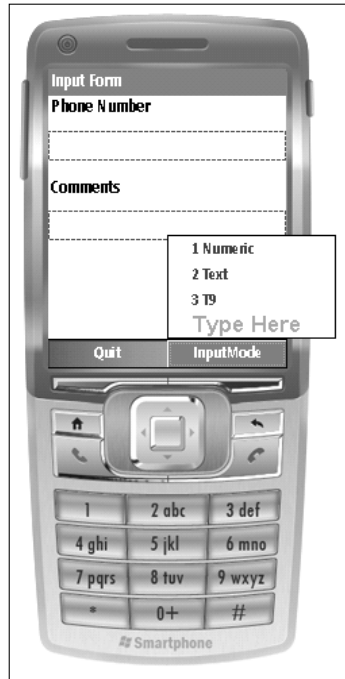 Input Form
Phone Number
Comments
1 Numeric
2 Text
3 T9
Type Here
Quit InputMode
1 2 abc 3 def
4 ghi 5 jkl 6 mno
7 pqrs 8 tuv 9 wxyz
* 0+ #
Smartphone